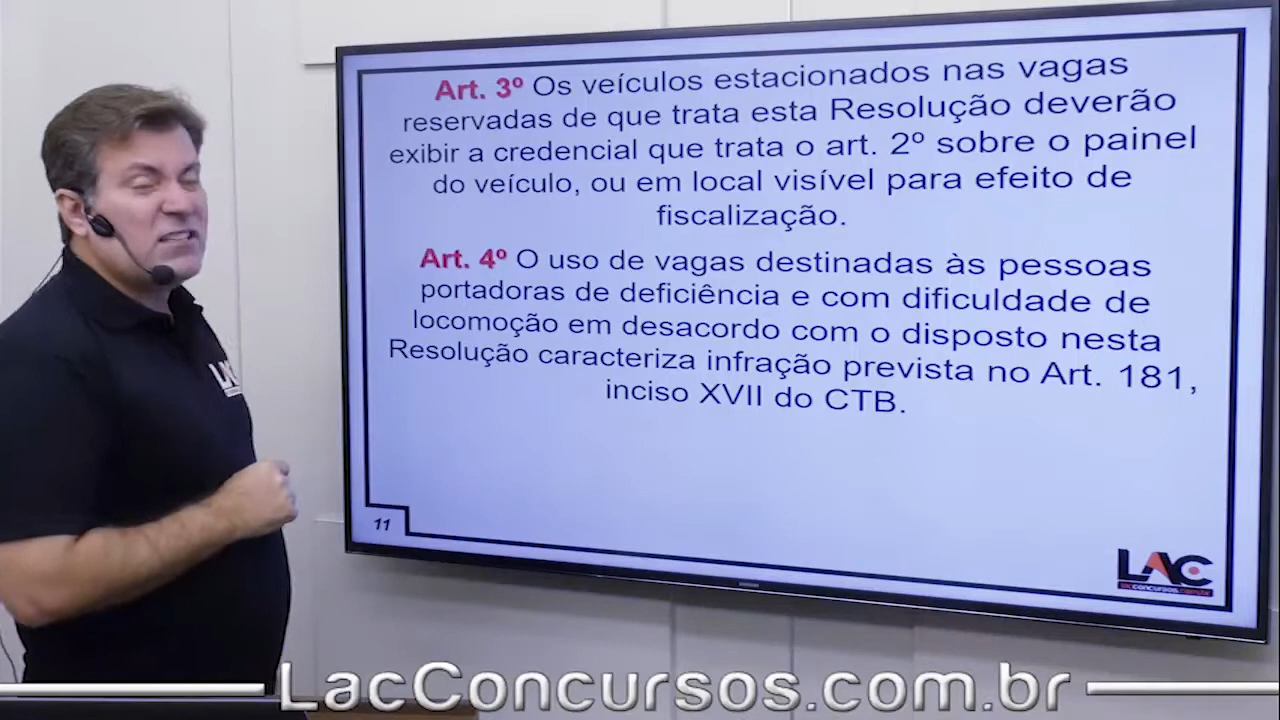 Art. 3º Os veículos estacionados nas vagas
reservadas de que trata esta Resolução deverão
exibir a credencial que trata o art. 2º sobre o painel
do veículo, ou em local visível para efeito de
fiscalização.
Art. 4º O uso de vagas destinadas às pessoas
portadoras de deficiência e com dificuldade de
locomoção em desacordo com o disposto nesta
Resolução caracteriza infração prevista no Art. 181,
inciso XVII do CTB.
11
LAC
lacconcursos.com.br
LAC
LacConcursos.com.br